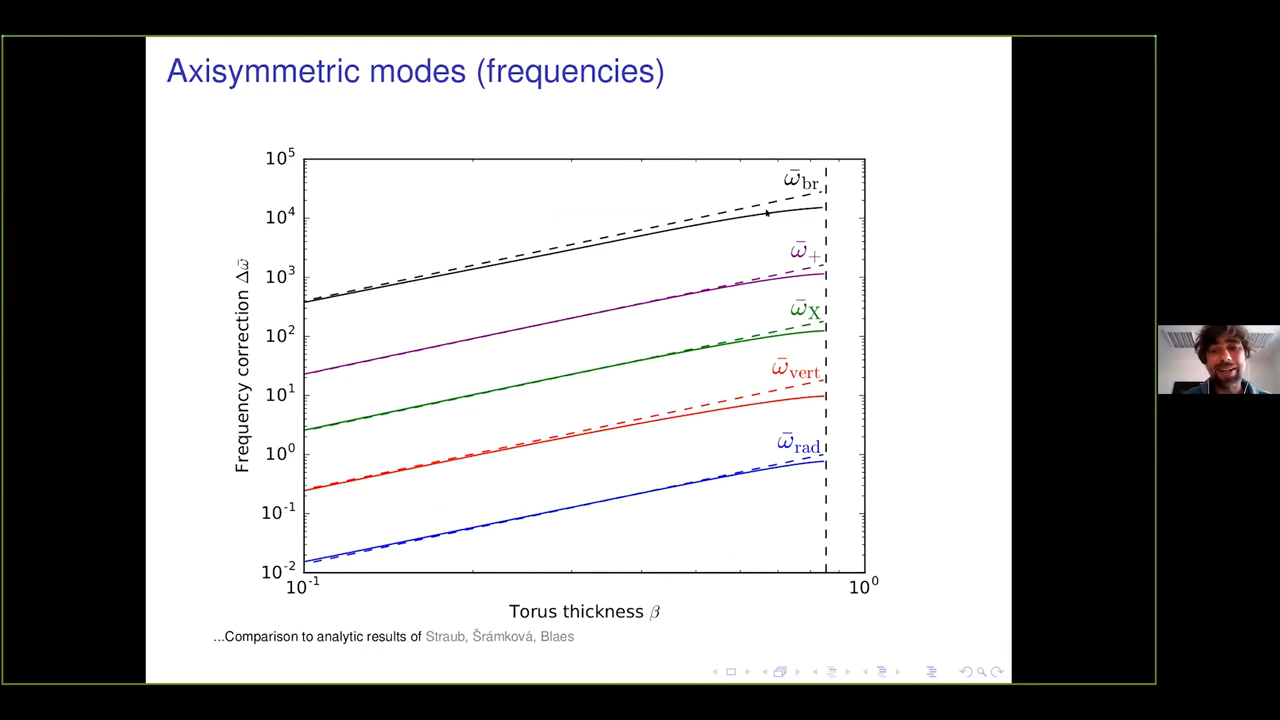 Axisymmetric modes (frequencies)
10^5
10^4
10^3
10^2
10^1
10^0
10^-1
10^-2
Frequency correction Δω̄
ω̄_br
ω̄_+
ω̄_X
ω̄_vert
ω̄_rad
10^-1
10^0
Torus thickness β
...Comparison to analytic results of Straub, Šrámková, Blaes